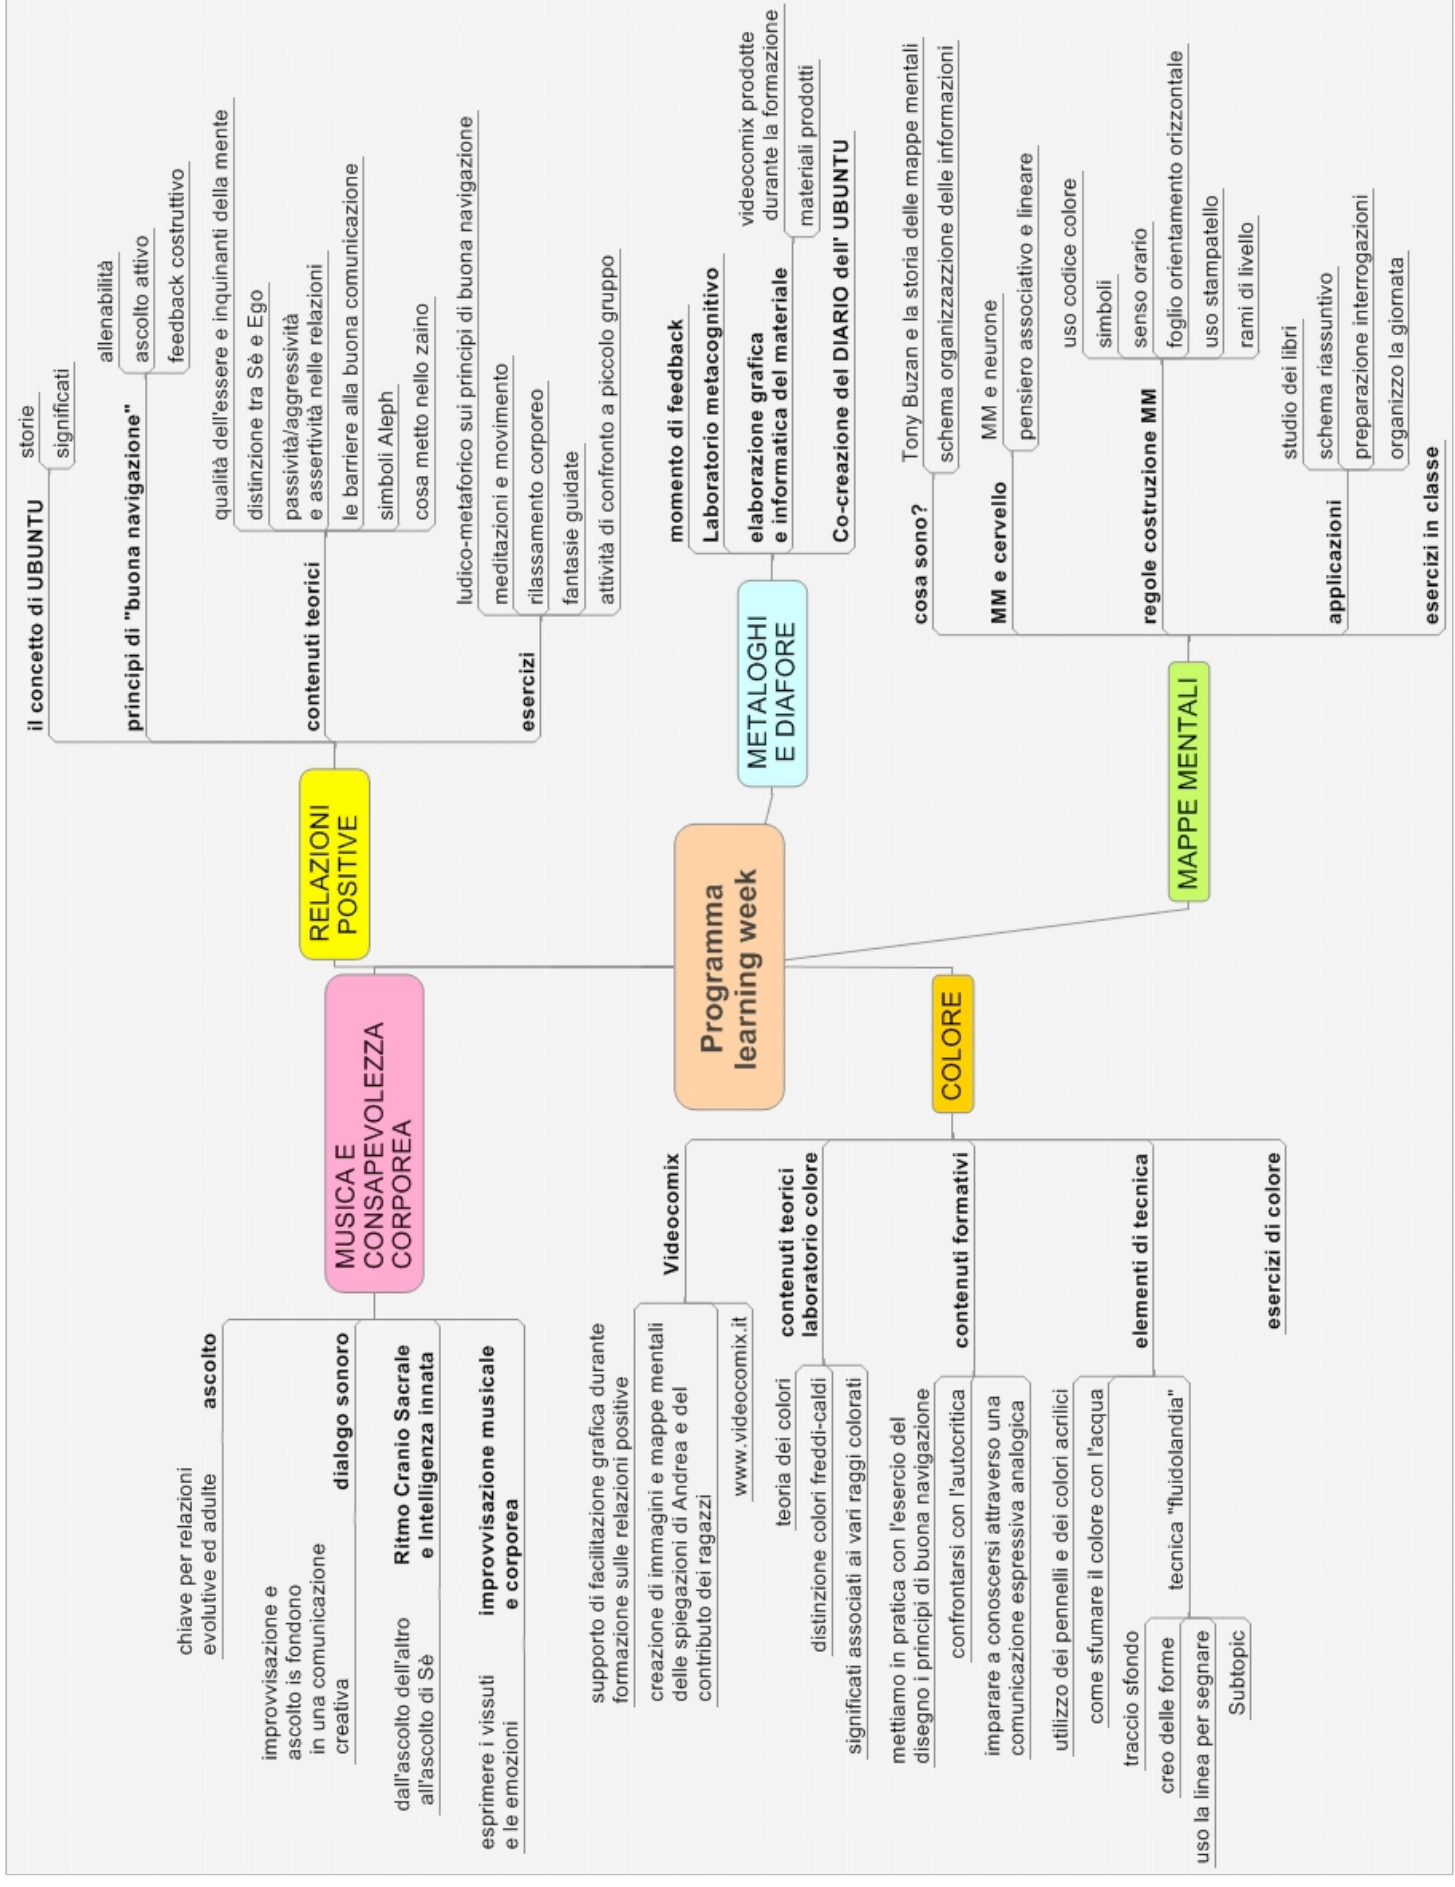 Programma
learning week
RELAZIONI
POSITIVE
il concetto di UBUNTU
storie
significati
principi di "buona navigazione"
allenabilità
ascolto attivo
feedback costruttivo
contenuti teorici
qualità dell'essere e inquinanti della mente
distinzione tra Sè e Ego
passività/aggressività
e assertività nelle relazioni
le barriere alla buona comunicazione
simboli Aleph
cosa metto nello zaino
esercizi
ludico-metaforico sui principi di buona navigazione
meditazioni e movimento
rilassamento corporeo
fantasie guidate
attività di confronto a piccolo gruppo
METALOGHI
E DIAFORE
momento di feedback
Laboratorio metacognitivo
elaborazione grafica
e informatica del materiale
videocomix prodotte
durante la formazione
materiali prodotti
Co-creazione del DIARIO dell' UBUNTU
MAPPE MENTALI
cosa sono?
Tony Buzan e la storia delle mappe mentali
schema organizzazzione delle informazioni
MM e cervello
MM e neurone
pensiero associativo e lineare
regole costruzione MM
uso codice colore
simboli
senso orario
foglio orientamento orizzontale
uso stampatello
rami di livello
applicazioni
studio dei libri
schema riassuntivo
preparazione interrogazioni
organizzo la giornata
esercizi in classe
MUSICA E
CONSAPEVOLEZZA
CORPOREA
ascolto
chiave per relazioni
evolutive ed adulte
dialogo sonoro
improvvisazione e
ascolto is fondono
in una comunicazione
creativa
Ritmo Cranio Sacrale
e Intelligenza innata
dall'ascolto dell'altro
all'ascolto di Sè
improvvisazione musicale
e corporea
esprimere i vissuti
e le emozioni
COLORE
Videocomix
supporto di facilitazione grafica durante
formazione sulle relazioni positive
creazione di immagini e mappe mentali
delle spiegazioni di Andrea e del
contributo dei ragazzi
www.videocomix.it
contenuti teorici
laboratorio colore
teoria dei colori
distinzione colori freddi-caldi
significati associati ai vari raggi colorati
contenuti formativi
mettiamo in pratica con l'esercio del
disegno i principi di buona navigazione
confrontarsi con l'autocritica
imparare a conoscersi attraverso una
comunicazione espressiva analogica
elementi di tecnica
utilizzo dei pennelli e dei colori acrilici
come sfumare il colore con l'acqua
tecnica "fluidolandia"
traccio sfondo
creo delle forme
uso la linea per segnare
Subtopic
esercizi di colore